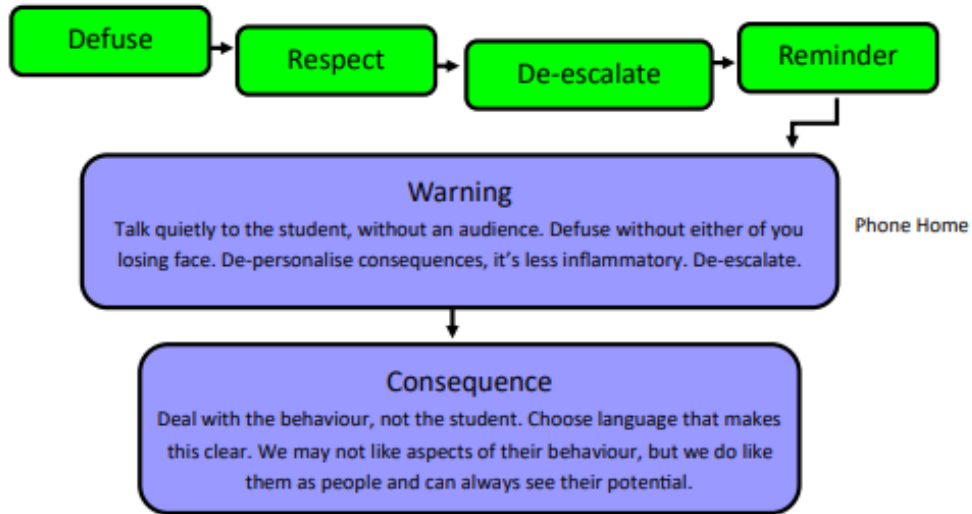 Defuse
Respect
De-escalate
Reminder
Warning
Talk quietly to the student, without an audience. Defuse without either of you
losing face. De-personalise consequences, it's less inflammatory. De-escalate.
Phone Home
Consequence
Deal with the behaviour, not the student. Choose language that makes
this clear. We may not like aspects of their behaviour, but we do like
them as people and can always see their potential.